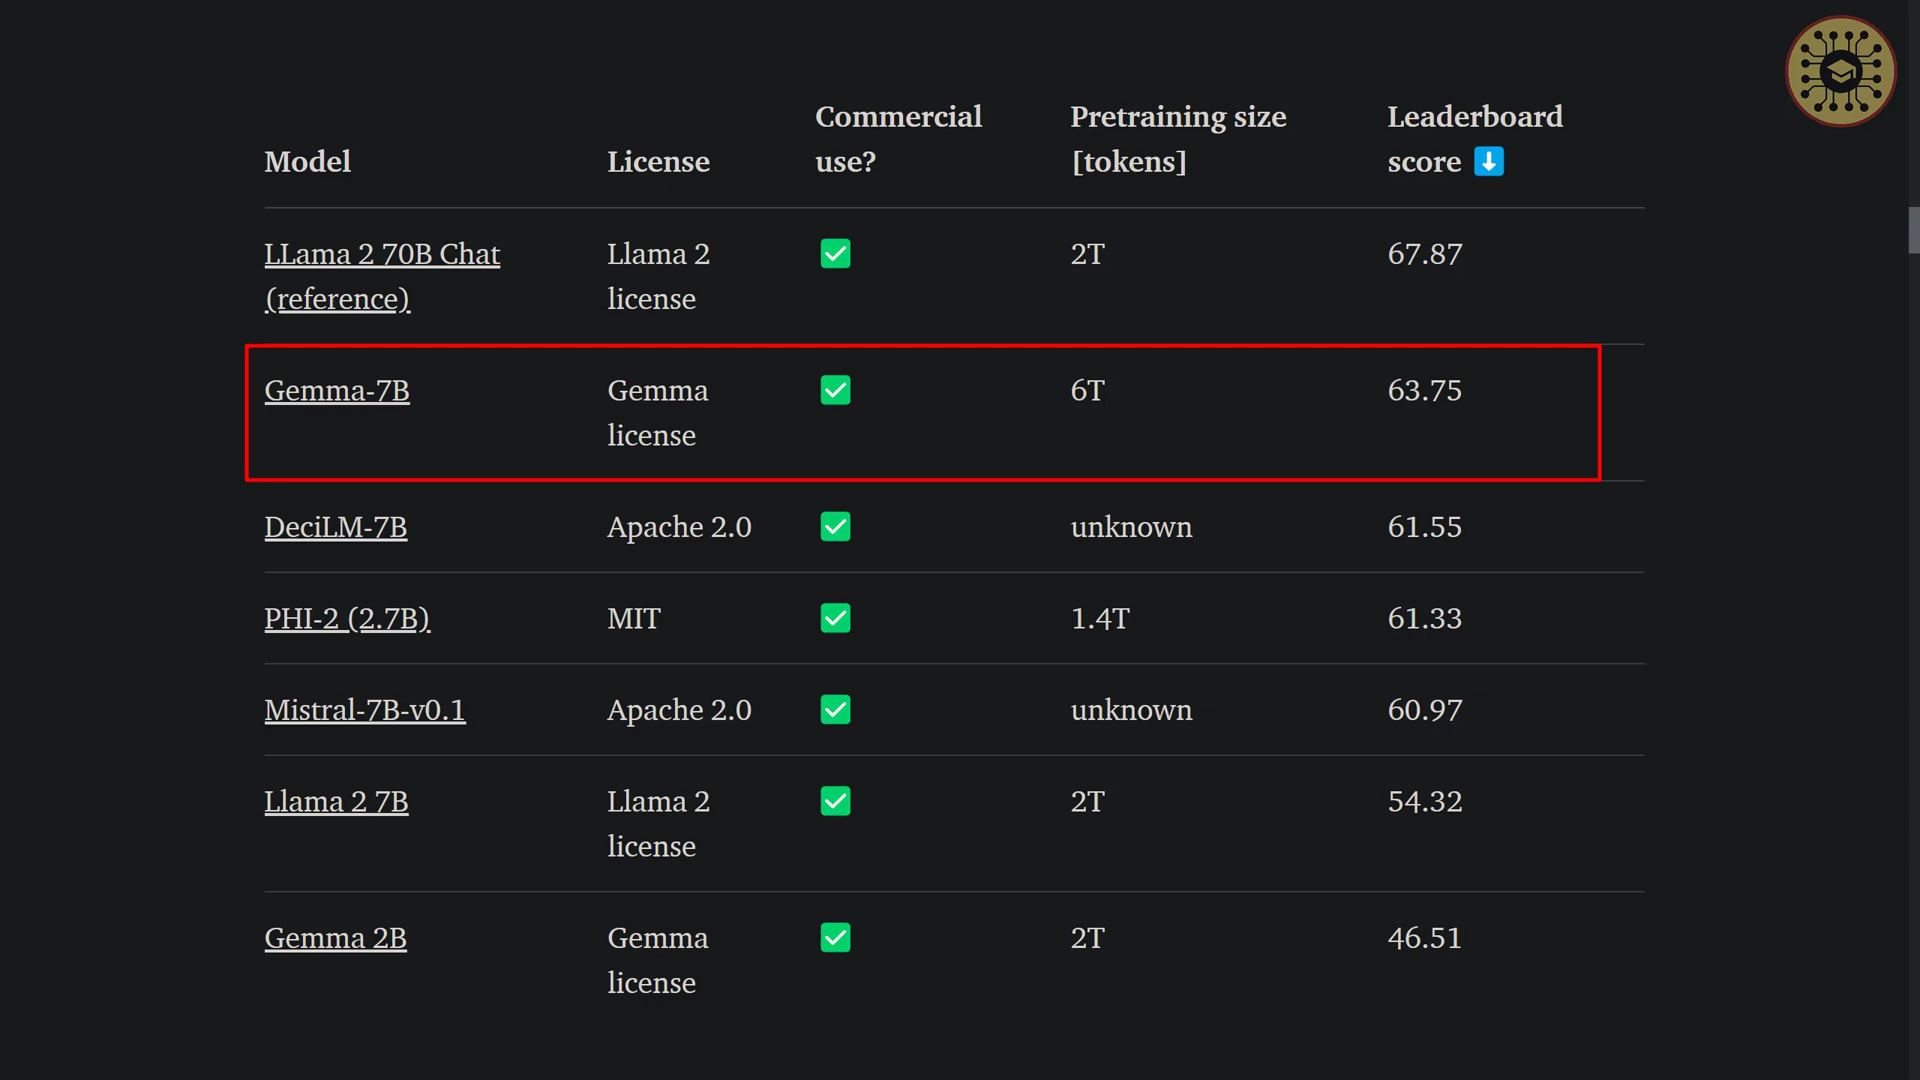 Model License Commercial use? Pretraining size [tokens] Leaderboard score ⬇
LLama 2 70B Chat (reference) Llama 2 license ✅ 2T 67.87
Gemma-7B Gemma license ✅ 6T 63.75
DeciLM-7B Apache 2.0 ✅ unknown 61.55
PHI-2 (2.7B) MIT ✅ 1.4T 61.33
Mistral-7B-v0.1 Apache 2.0 ✅ unknown 60.97
Llama 2 7B Llama 2 license ✅ 2T 54.32
Gemma 2B Gemma license ✅ 2T 46.51